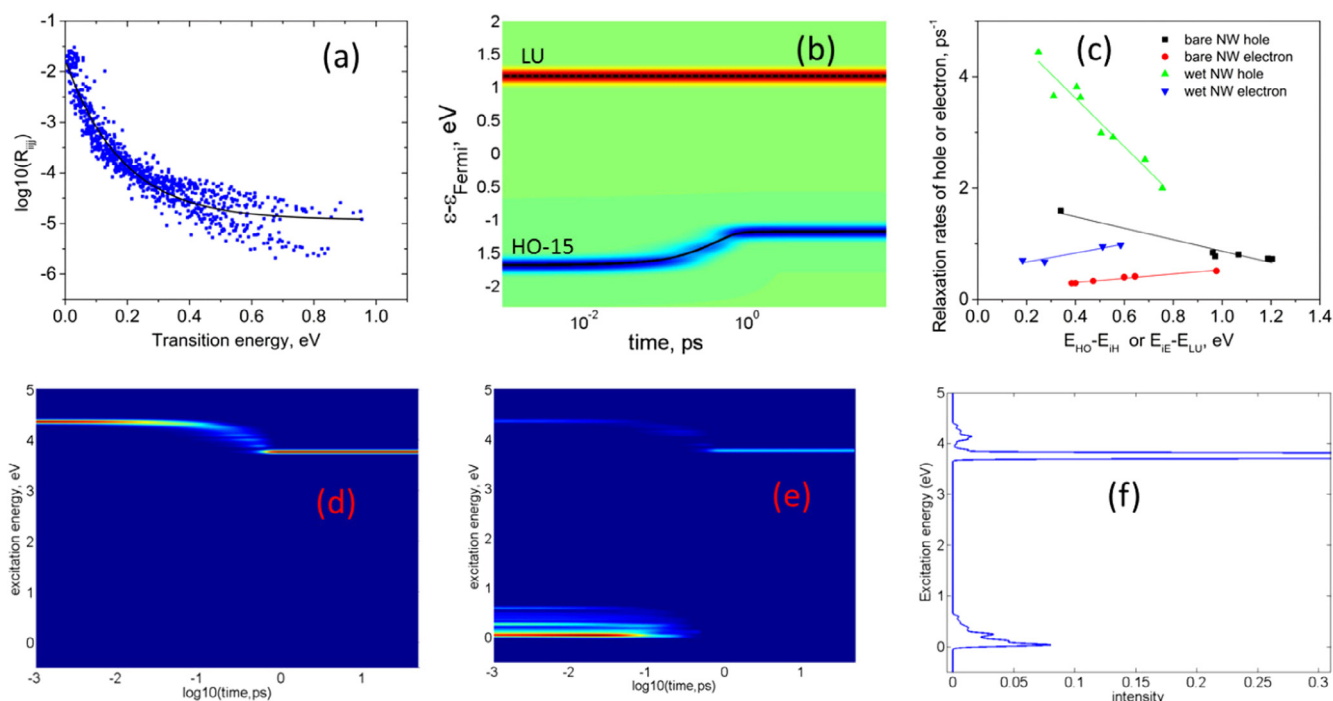 (a)
log10(R_iijj)
-1
-2
-3
-4
-5
-6
0.0 0.2 0.4 0.6 0.8 1.0
Transition energy, eV
(b)
ε-ε_Fermi, eV
2
1.5
1
0.5
0
0.5
-1
1.5
-2
LU
HO-15
10^-2 10^0
time, ps
(c)
Relaxation rates of hole or electron, ps^-1
4
2
0
bare NW hole
bare NW electron
wet NW hole
wet NW electron
0.0 0.2 0.4 0.6 0.8 1.0 1.2 1.4
E_HO-E_iH or E_iE-E_LU, eV
(d)
excitation energy, eV
5
4
3
2
1
0
-3 -2 -1 0 1
log10(time,ps)
(e)
excitation energy, eV
5
4
3
2
1
0
-3 -2 -1 0 1
log10(time,ps)
(f)
Excitation energy (eV)
5
4
3
2
1
0
0 0.05 0.1 0.15 0.2 0.25 0.3
intensity